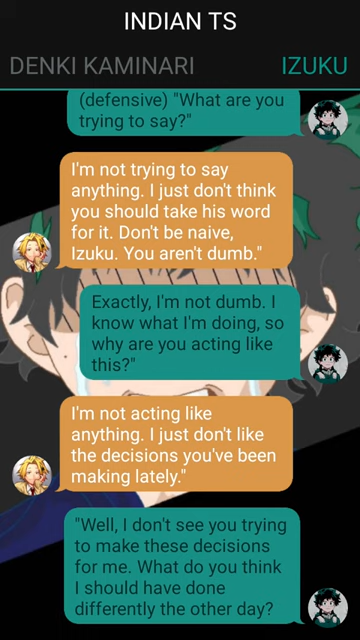 INDIAN TS
DENKI KAMINARI
IZUKU
(defensive) "What are you
trying to say?"
I'm not trying to say
anything. I just don't think
you should take his word
for it. Don't be naive,
Izuku. You aren't dumb."
Exactly, I'm not dumb. I
know what I'm doing, so
why are you acting like
this?"
I'm not acting like
anything. I just don't like
the decisions you've been
making lately."
"Well, I don't see you trying
to make these decisions
for me. What do you think
I should have done
differently the other day?